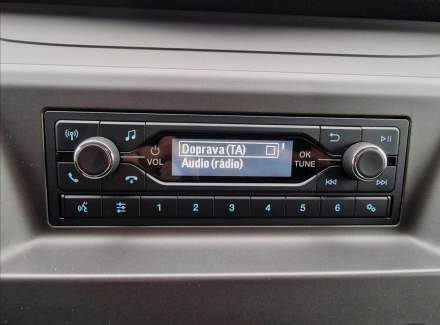 Doprava (TA)
Audio (rádio)
VOL
OK
TUNE
1 2 3 4 5 6